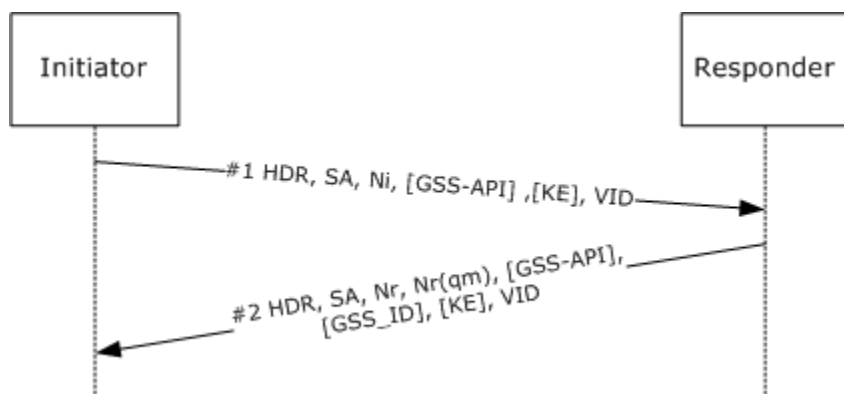 Initiator
Responder
#1 HDR, SA, Ni, [GSS-API] ,[KE], VID
#2 HDR, SA, Nr, Nr(qm), [GSS-API],
[GSS_ID], [KE], VID